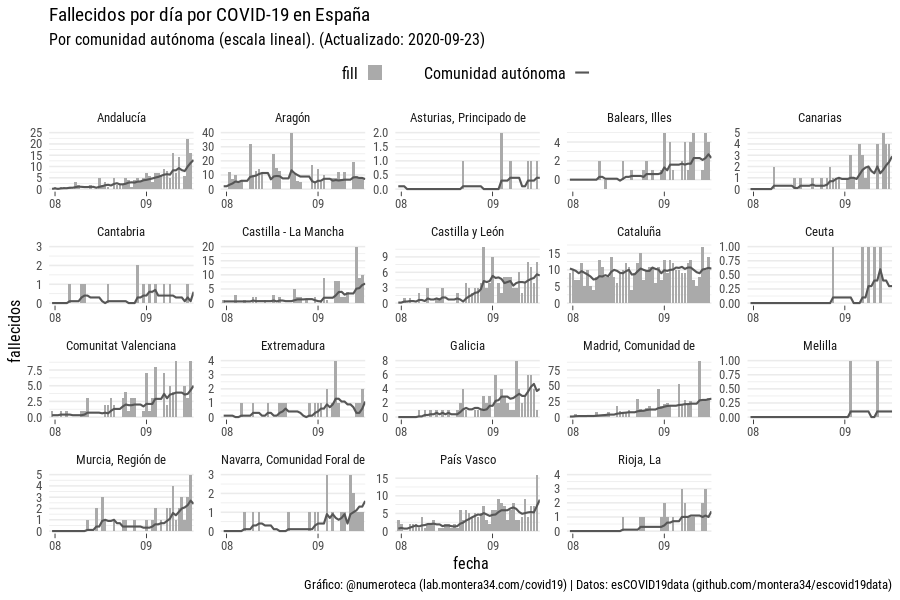 Fallecidos por día por COVID-19 en España
Por comunidad autónoma (escala lineal). (Actualizado: 2020-09-23)
fill Comunidad autónoma
fallecidos
Andalucía Aragón Asturias, Principado de Balears, Illes Canarias
25 20 15 10 5 0
40 30 20 10 0
2.0 1.5 1.0 0.5 0.0
4 2 0
5 4 3 2 1 0
08 09 08 09 08 09 08 09 08 09
Cantabria Castilla - La Mancha Castilla y León Cataluña Ceuta
3 2 1 0
20 15 10 5 0
9 6 3 0
15 10 5 0
1.00 0.75 0.50 0.25 0.00
08 09 08 09 08 09 08 09 08 09
Comunitat Valenciana Extremadura Galicia Madrid, Comunidad de Melilla
7.5 5.0 2.5 0.0
4 3 2 1 0
8 6 4 2 0
75 50 25 0
1.00 0.75 0.50 0.25 0.00
08 09 08 09 08 09 08 09 08 09
Murcia, Región de Navarra, Comunidad Foral de País Vasco Rioja, La
5 4 3 2 1 0
3 2 1 0
15 10 5 0
4 3 2 1 0
08 09 08 09 08 09 08 09
fecha
Gráfico: @numeroteca (lab.montera34.com/covid19) | Datos: esCOVID19data (github.com/montera34/escovid19data)